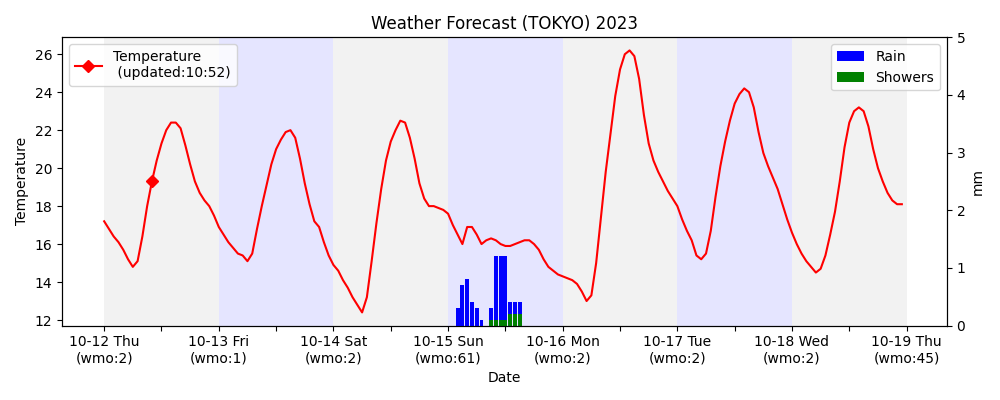 Weather Forecast (TOKYO) 2023
Temperature
(updated:10:52)
Rain
Showers
26
24
22
20
18
16
14
12
Temperature
5
4
3
2
1
0
mm
10-12 Thu 10-13 Fri 10-14 Sat 10-15 Sun 10-16 Mon 10-17 Tue 10-18 Wed 10-19 Thu
(wmo:2) (wmo:1) (wmo:2) (wmo:61) (wmo:2) (wmo:2) (wmo:2) (wmo:45)
Date